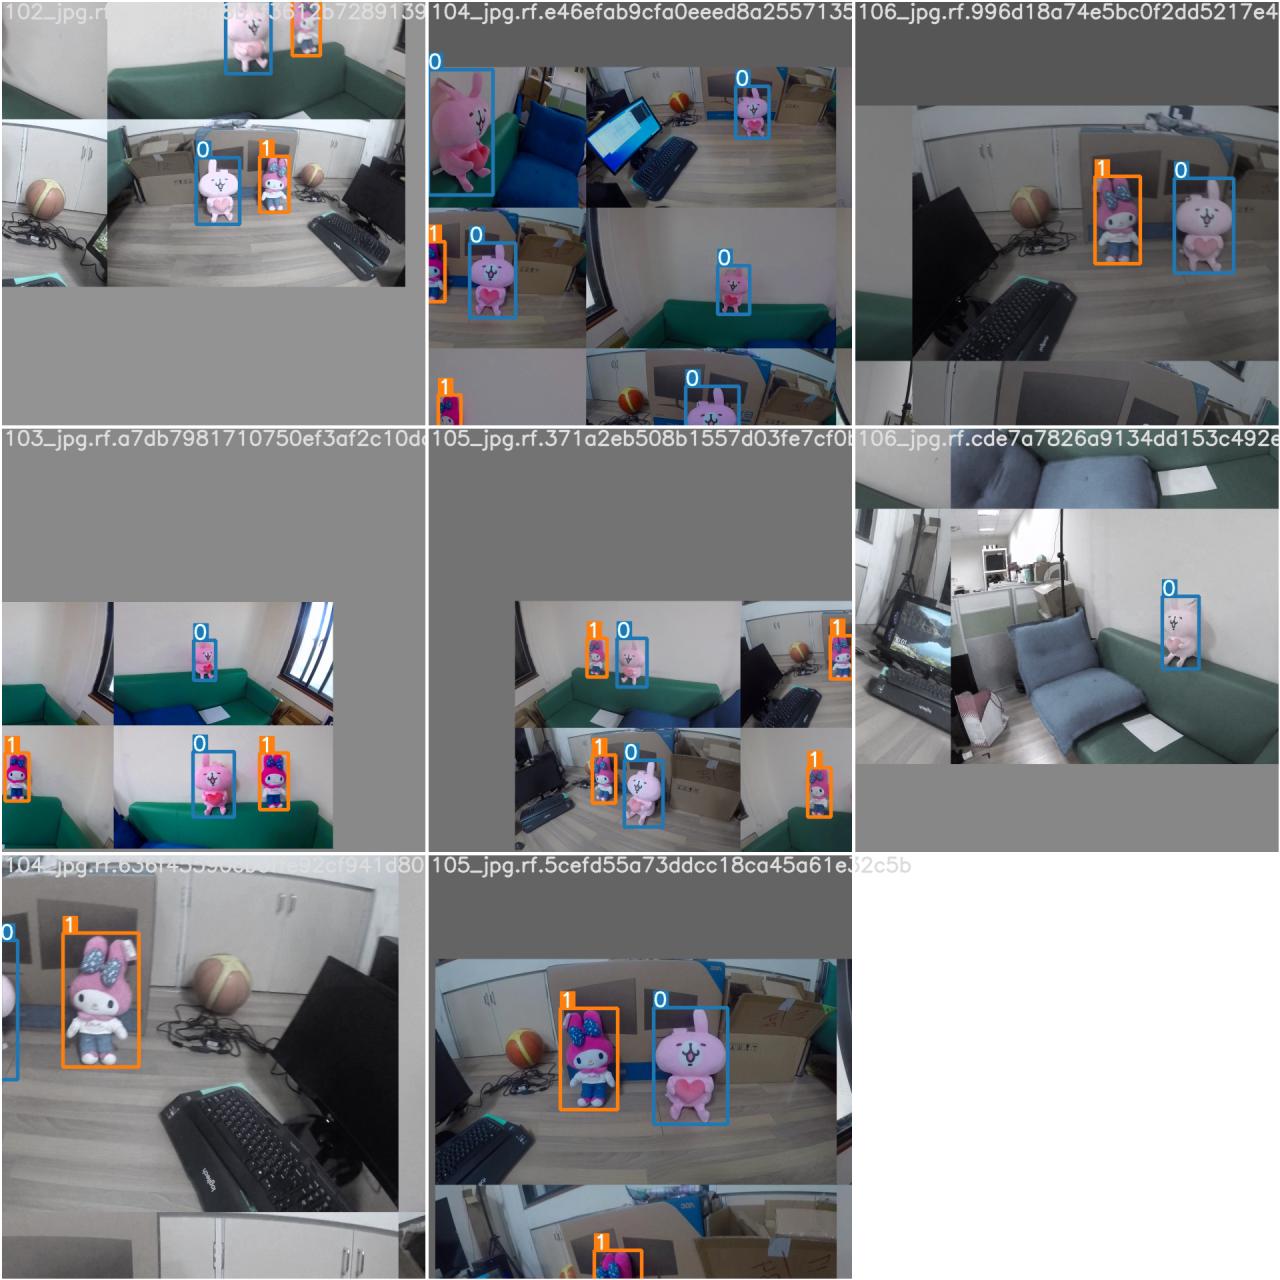 102_jpg.rf.
0 1
104_jpg.rf.e46efab9cfa0eeed8a2557135
0 0
1 0 0
1 0
106_jpg.rf.996d18a74e5bc0f2dd5217e4
1 0
103_jpg.rf.a7db7981710750ef3af2c10d
0
1 0 1
105_jpg.rf.371a2eb508b1557d03fe7cf0
1 0 1
1 0 1
106_jpg.rf.cde7a7826a9134dd153c492e
0
104_jpg.rf.
0 1
logitech
105_jpg.rf.5cefd55a73ddcc18ca45a61e32c5b
1 0
1